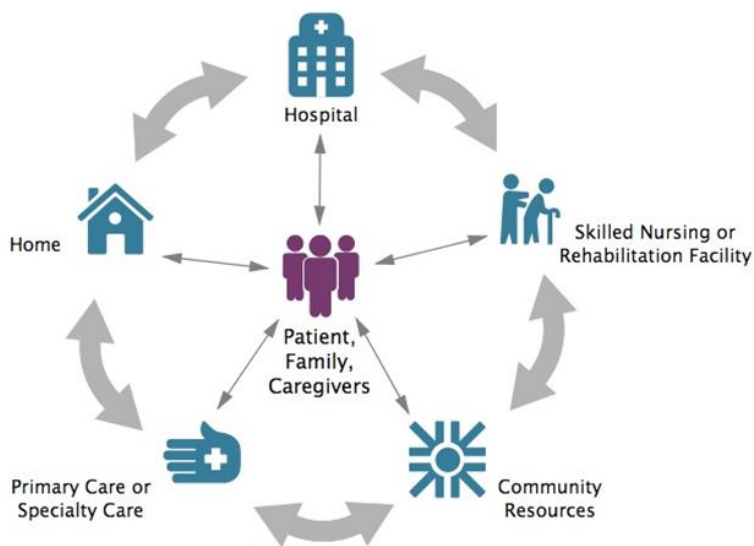 Hospital
Home
Skilled Nursing or
Rehabilitation Facility
Patient,
Family,
Caregivers
Primary Care or
Specialty Care
Community
Resources